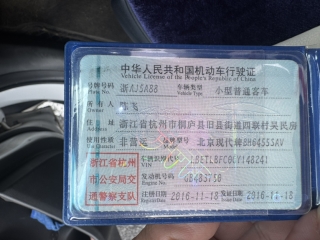 中华人民共和国机动车行驶证
Vehicle License of the People's Republic of China
号牌号码 浙AJ5A88 车辆类型 小型普通客车
Plate No. Vehicle Type
所有人 陈飞
Owner
住址 浙江省杭州市桐庐县旧县街道四联村吴民房
Address
使用性质 品牌型号 北京现代牌BH6455AV
Use Character Model
浙江省杭州 车辆识别代号
VIN
市公安局交 发动机号码
Engine No.
通警察支队 注册日期 2016-11-18 发证日期 2016-11-18
Register Date Issue Date